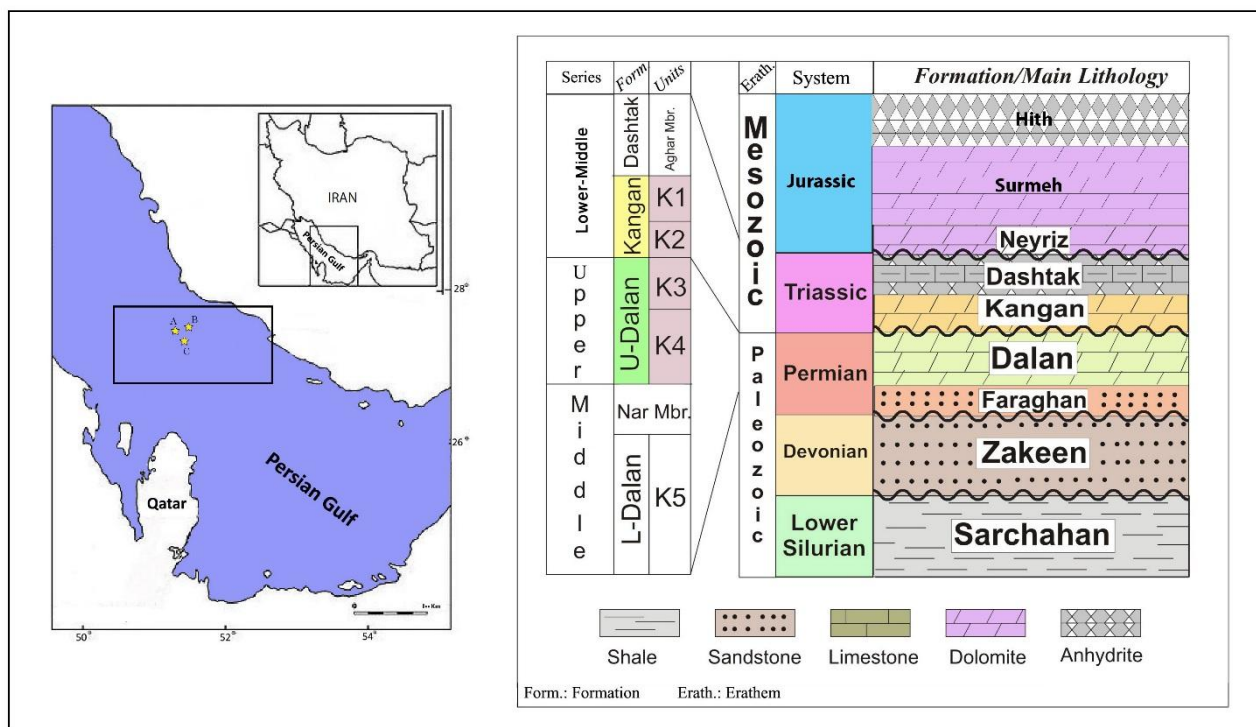 IRAN
Persian Gulf
28
A
B
C
26
Persian Gulf
Qatar
50°
52°
54°
Series
Form
Units
Lower-Middle
Dashtak
Aghar Mbr.
Kangan
K1
K2
Upper
U-Dalan
K3
K4
Middle
Nar Mbr.
L-Dalan
K5
Erath.
System
Formation/Main Lithology
Mesozoic
Jurassic
Hith
Surmeh
Neyriz
Triassic
Dashtak
Kangan
Paleozoic
Permian
Dalan
Faraghan
Devonian
Zakeen
Lower
Silurian
Sarchahan
Shale
Sandstone
Limestone
Dolomite
Anhydrite
Form.: Formation Erath.: Erathem